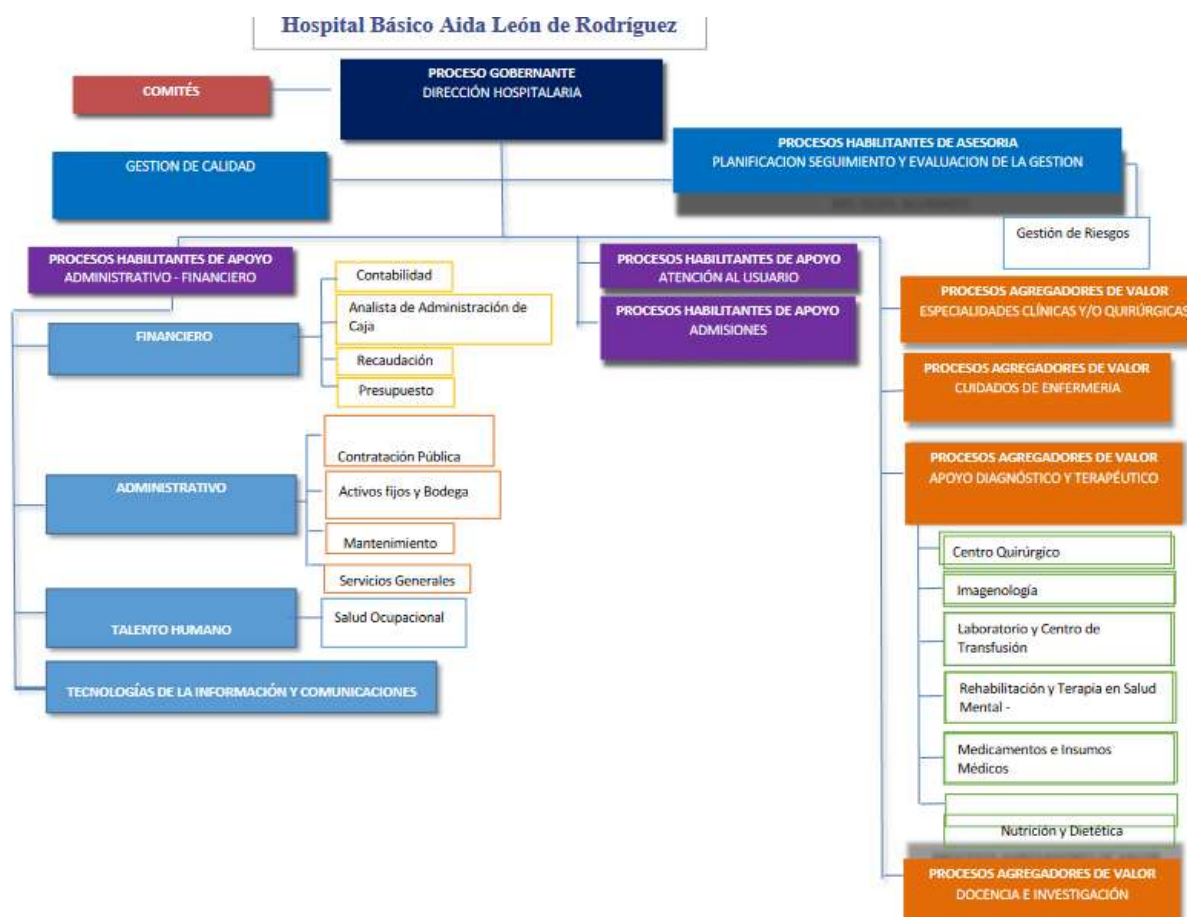 Hospital Básico Aida León de Rodríguez
PROCESO GOBERNANTE
DIRECCIÓN HOSPITALARIA
COMITÉS
GESTION DE CALIDAD
PROCESOS HABILITANTES DE ASESORIA
PLANIFICACION SEGUIMIENTO Y EVALUACION DE LA GESTION
Gestión de Riesgos
PROCESOS HABILITANTES DE APOYO
ADMINISTRATIVO - FINANCIERO
FINANCIERO
Contabilidad
Analista de Administración de
Caja
Recaudación
Presupuesto
ADMINISTRATIVO
Contratación Pública
Activos fijos y Bodega
Mantenimiento
Servicios Generales
TALENTO HUMANO
Salud Ocupacional
TECNOLOGÍAS DE LA INFORMACIÓN Y COMUNICACIONES
PROCESOS HABILITANTES DE APOYO
ATENCIÓN AL USUARIO
PROCESOS HABILITANTES DE APOYO
ADMISIONES
PROCESOS AGREGADORES DE VALOR
ESPECIALIDADES CLÍNICAS Y/O QUIRÚRGICAS
PROCESOS AGREGADORES DE VALOR
CUIDADOS DE ENFERMERIA
PROCESOS AGREGADORES DE VALOR
APOYO DIAGNÓSTICO Y TERAPÉUTICO
Centro Quirúrgico
Imagenología
Laboratorio y Centro de
Transfusión
Rehabilitación y Terapia en Salud
Mental -
Medicamentos e Insumos
Médicos
Nutrición y Dietética
PROCESOS AGREGADORES DE VALOR
DOCENCIA E INVESTIGACIÓN